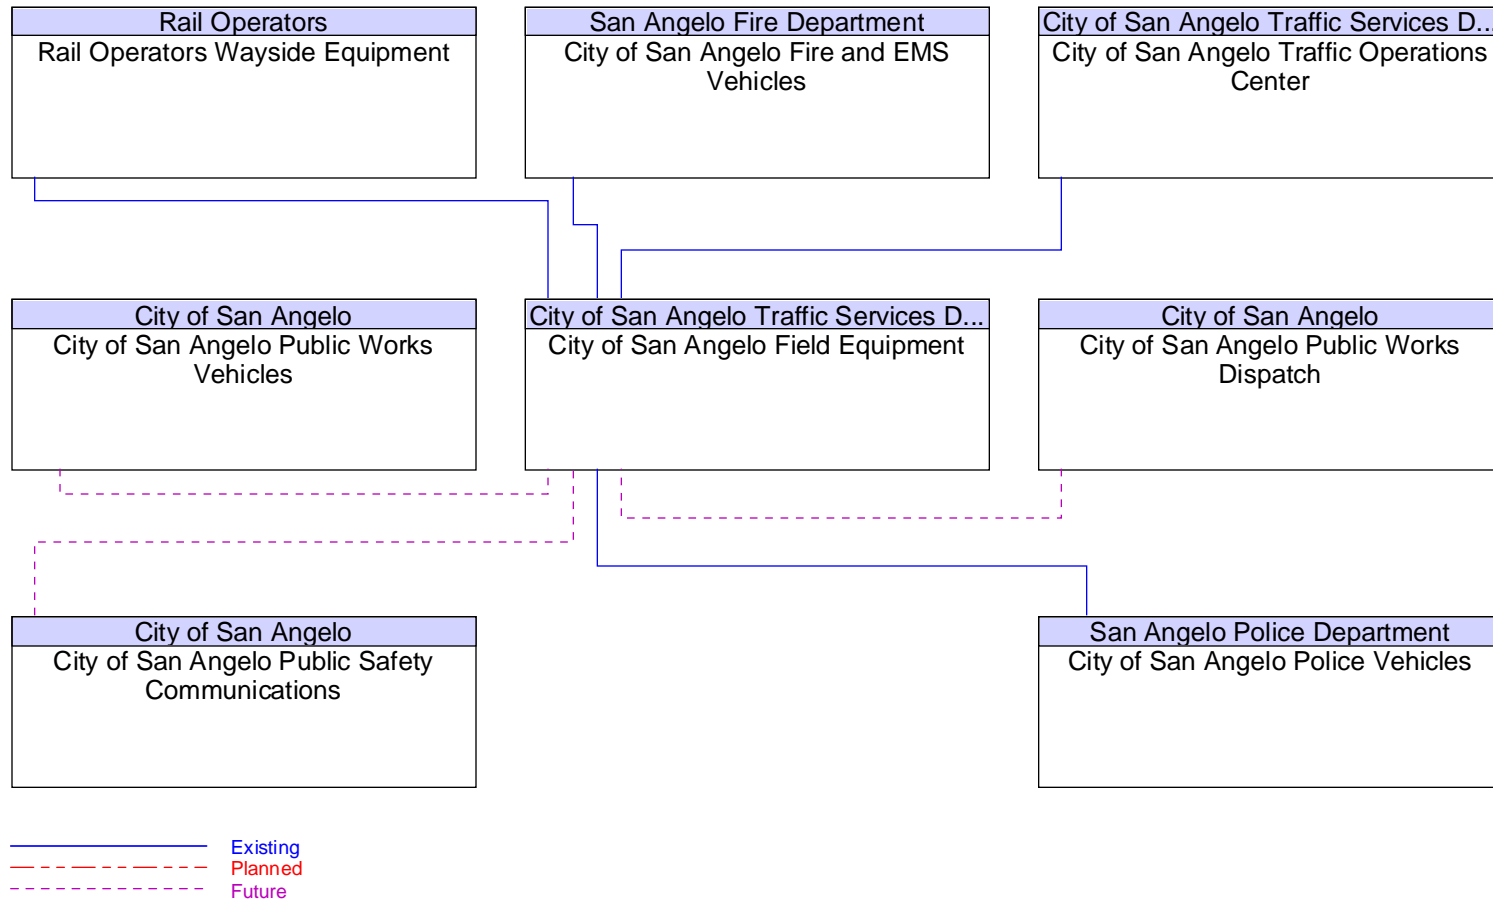 Rail Operators
Rail Operators Wayside Equipment
San Angelo Fire Department
City of San Angelo Fire and EMS
Vehicles
City of San Angelo Traffic Services D...
City of San Angelo Traffic Operations
Center
City of San Angelo
City of San Angelo Public Works
Vehicles
City of San Angelo Traffic Services D...
City of San Angelo Field Equipment
City of San Angelo
City of San Angelo Public Works
Dispatch
City of San Angelo
City of San Angelo Public Safety
Communications
San Angelo Police Department
City of San Angelo Police Vehicles
Existing
Planned
Future